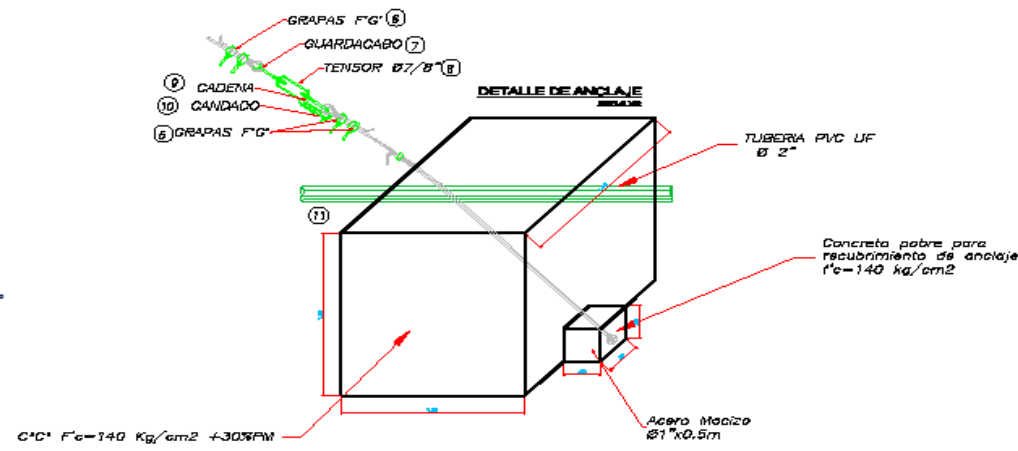 GRAPAS F°G° 6
GUARDACABO 7
TENSOR Ø7/8" 8
9 CADENA
10 CANDADO
GRAPAS F°G°
DETALLE DE ANCLAJE
TUBERIA PVC UF
Ø 2"
11
Concreto pobre para
recubrimiento de anclaje
f'c=140 kg/cm2
C°C° F'c=140 Kg/cm2 +30%PM
Acero Macizo
Ø1"x0.5m